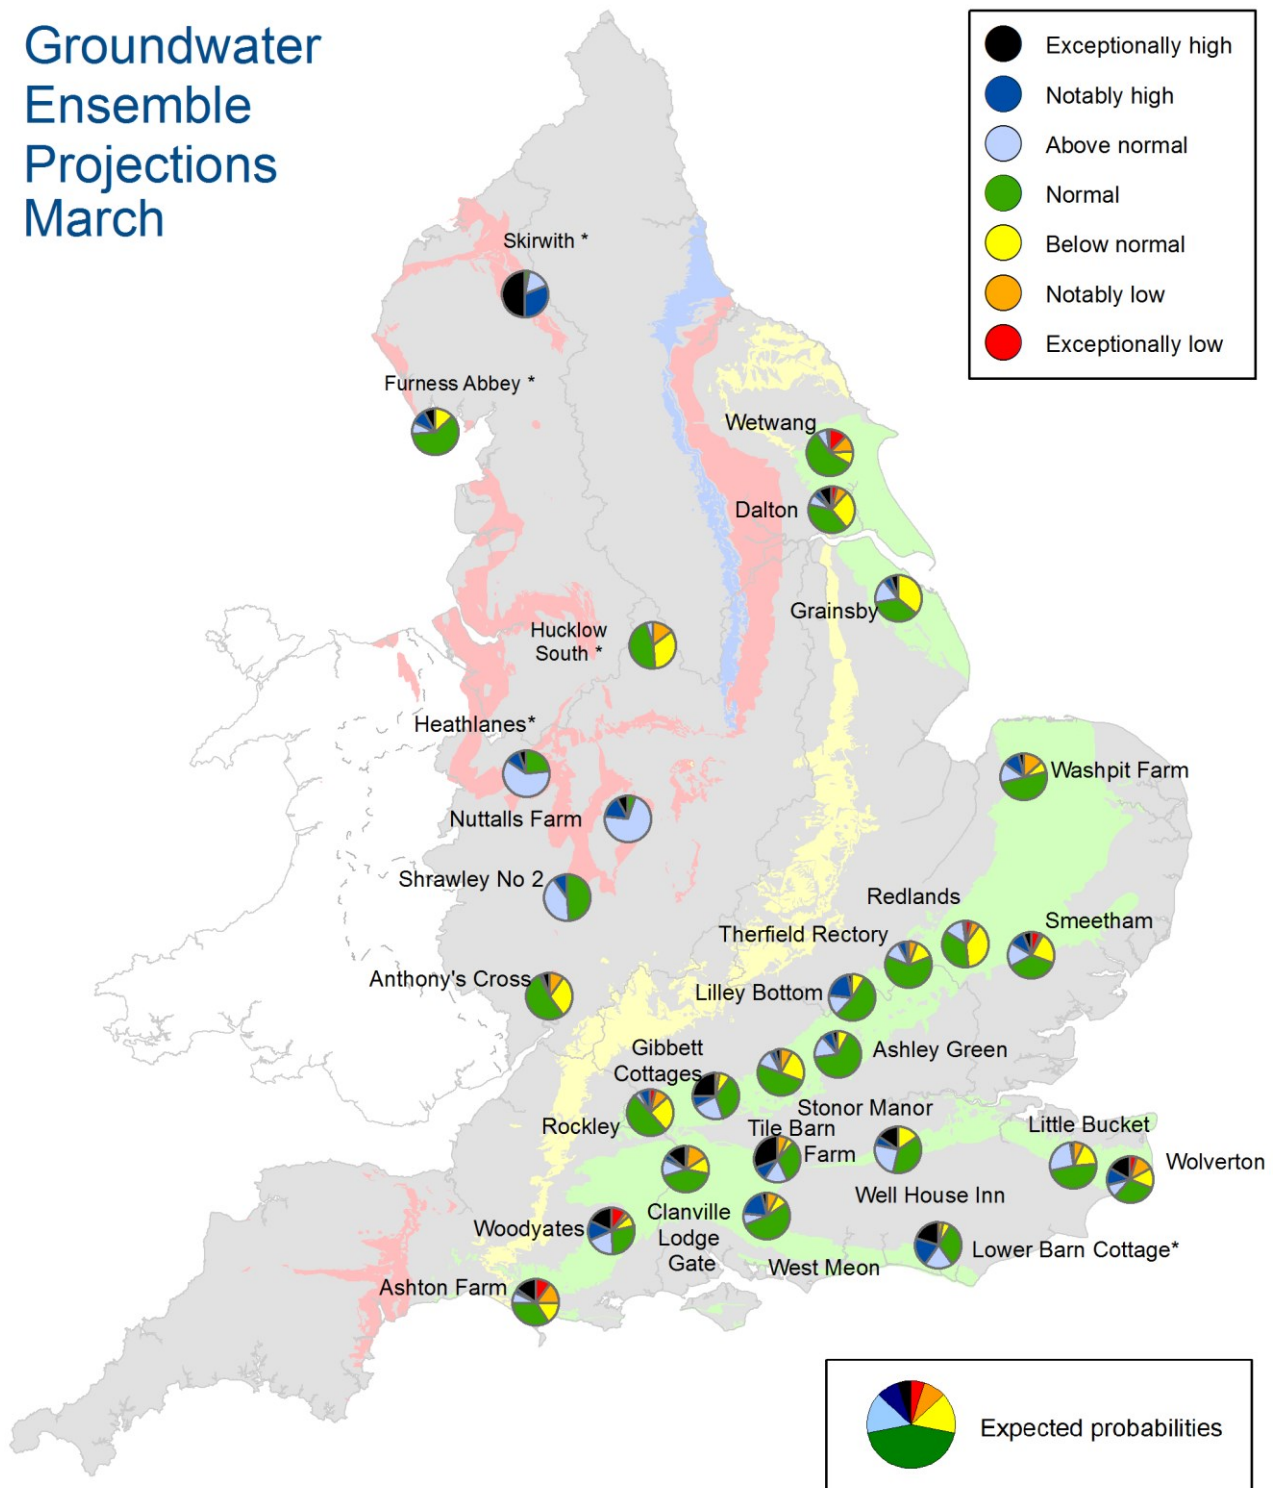 Groundwater
Ensemble
Projections
March
Exceptionally high
Notably high
Above normal
Normal
Below normal
Notably low
Exceptionally low
Skirwith *
Furness Abbey *
Wetwang
Dalton
Grainsby
Hucklow
South *
Heathlanes*
Washpit Farm
Nuttalls Farm
Shrawley No 2
Redlands
Smeetham
Therfield Rectory
Anthony's Cross
Lilley Bottom
Gibbett
Cottages
Ashley Green
Rockley
Stonor Manor
Tile Barn
Farm
Little Bucket
Wolverton
Well House Inn
Woodyates
Clanville
Lodge
Gate
West Meon
Lower Barn Cottage*
Ashton Farm
Expected probabilities